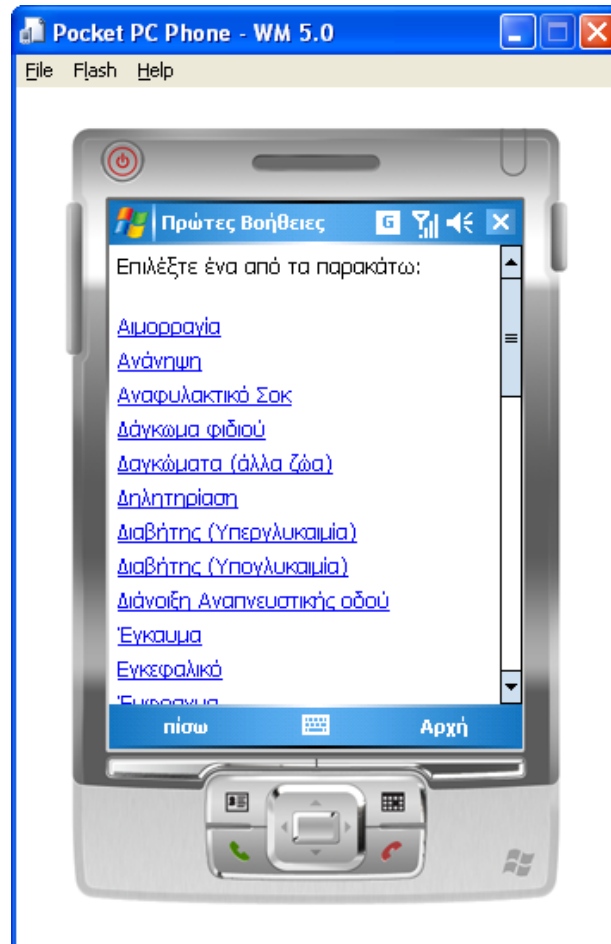 Pocket PC Phone - WM 5.0
File Flash Help
Πρώτες Βοήθειες G
Επιλέξτε ένα από τα παρακάτω:
Αιμορραγία
Ανάνηψη
Αναφυλακτικό Σοκ
Δάγκωμα φιδιού
Δαγκώματα (άλλα ζώα)
Δηλητηρίαση
Διαβήτης (Υπεργλυκαιμία)
Διαβήτης (Υπογλυκαιμία)
Διάνοιξη Αναπνευστικής οδού
Έγκαυμα
Εγκεφαλικό
Έμφραγμα
πίσω Αρχή